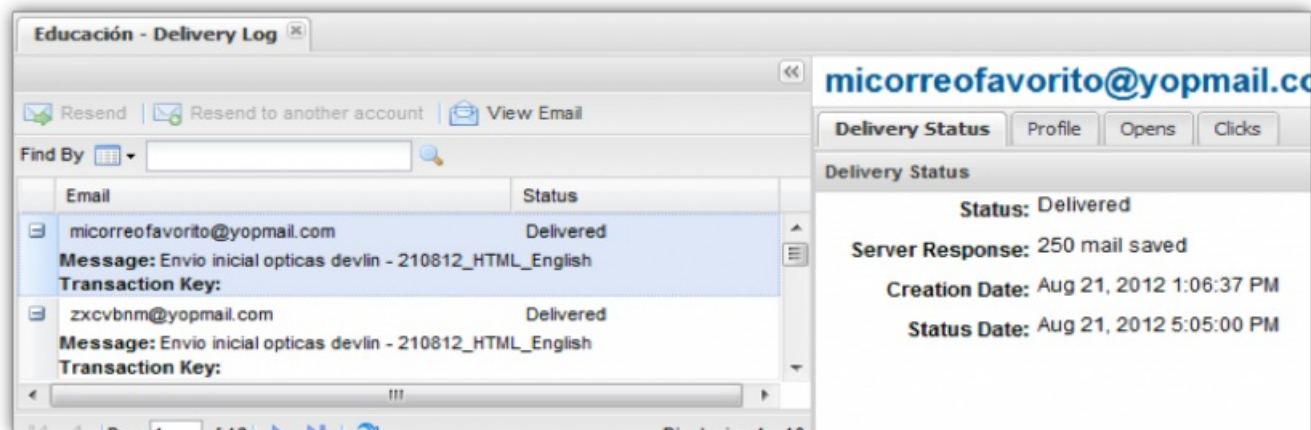 Educación - Delivery Log
Resend Resend to another account View Email
Find By
Email Status
micorreofavorito@yopmail.com Delivered
Message: Envio inicial opticas devlin - 210812_HTML_English
Transaction Key:
zxcvbnm@yopmail.com Delivered
Message: Envio inicial opticas devlin - 210812_HTML_English
Transaction Key:
micorreofavorito@yopmail.co
Delivery Status Profile Opens Clicks
Delivery Status
Status: Delivered
Server Response: 250 mail saved
Creation Date: Aug 21, 2012 1:06:37 PM
Status Date: Aug 21, 2012 5:05:00 PM